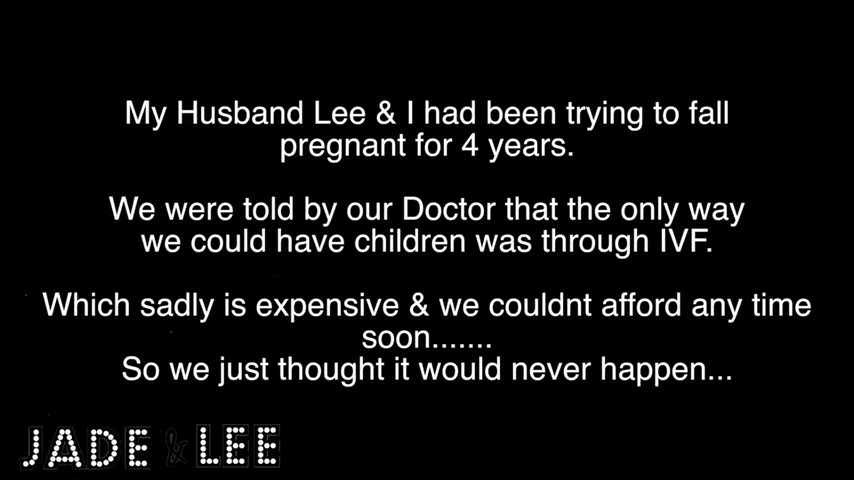 My Husband Lee & I had been trying to fall
pregnant for 4 years.
We were told by our Doctor that the only way
we could have children was through IVF.
Which sadly is expensive & we couldnt afford any time
soon.......
So we just thought it would never happen...
JADE & LEE